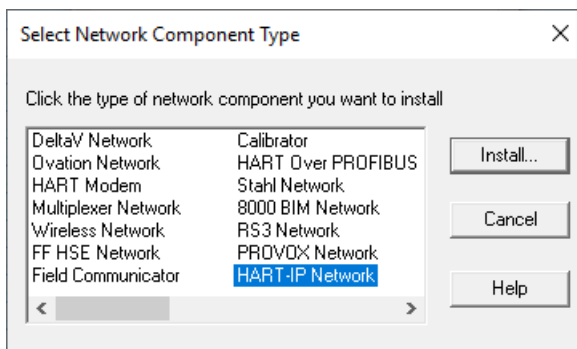 Select Network Component Type
Click the type of network component you want to install
DeltaV Network
Ovation Network
HART Modem
Multiplexer Network
Wireless Network
FF HSE Network
Field Communicator
Calibrator
HART Over PROFIBUS
Stahl Network
8000 BIM Network
RS3 Network
PROVOX Network
HART-IP Network
Install...
Cancel
Help